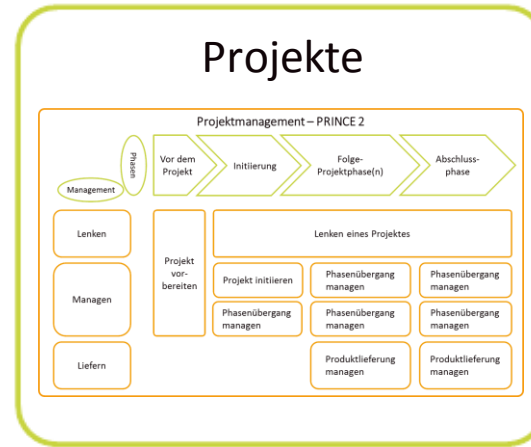 Projekte
Projektmanagement – PRINCE 2
Phasen
Management
Vor dem
Projekt
Initiierung
Folge-
Projektphase(n)
Abschluss-
phase
Lenken
Projekt
vor-
bereiten
Lenken eines Projektes
Managen
Projekt initiieren
Phasenübergang
managen
Phasenübergang
managen
Phasenübergang
managen
Phasenübergang
managen
Phasenübergang
managen
Liefern
Produktlieferung
managen
Produktlieferung
managen